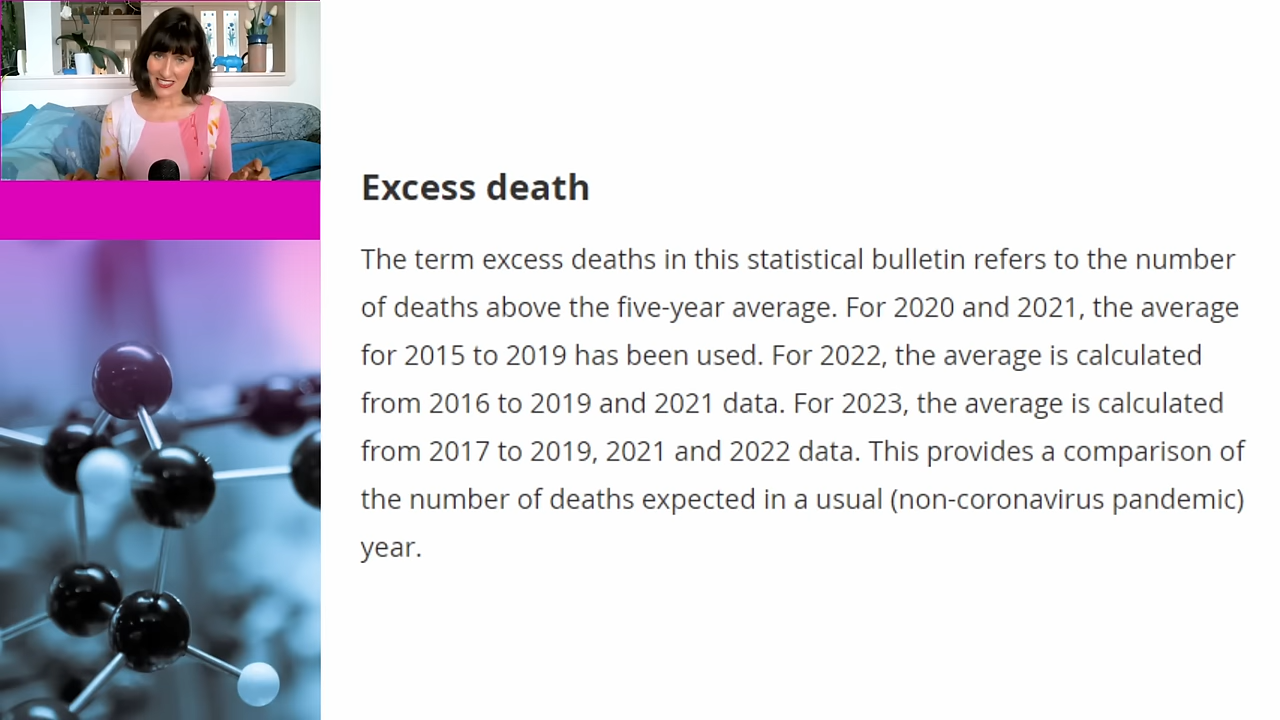 Excess death
The term excess deaths in this statistical bulletin refers to the number
of deaths above the five-year average. For 2020 and 2021, the average
for 2015 to 2019 has been used. For 2022, the average is calculated
from 2016 to 2019 and 2021 data. For 2023, the average is calculated
from 2017 to 2019, 2021 and 2022 data. This provides a comparison of
the number of deaths expected in a usual (non-coronavirus pandemic)
year.